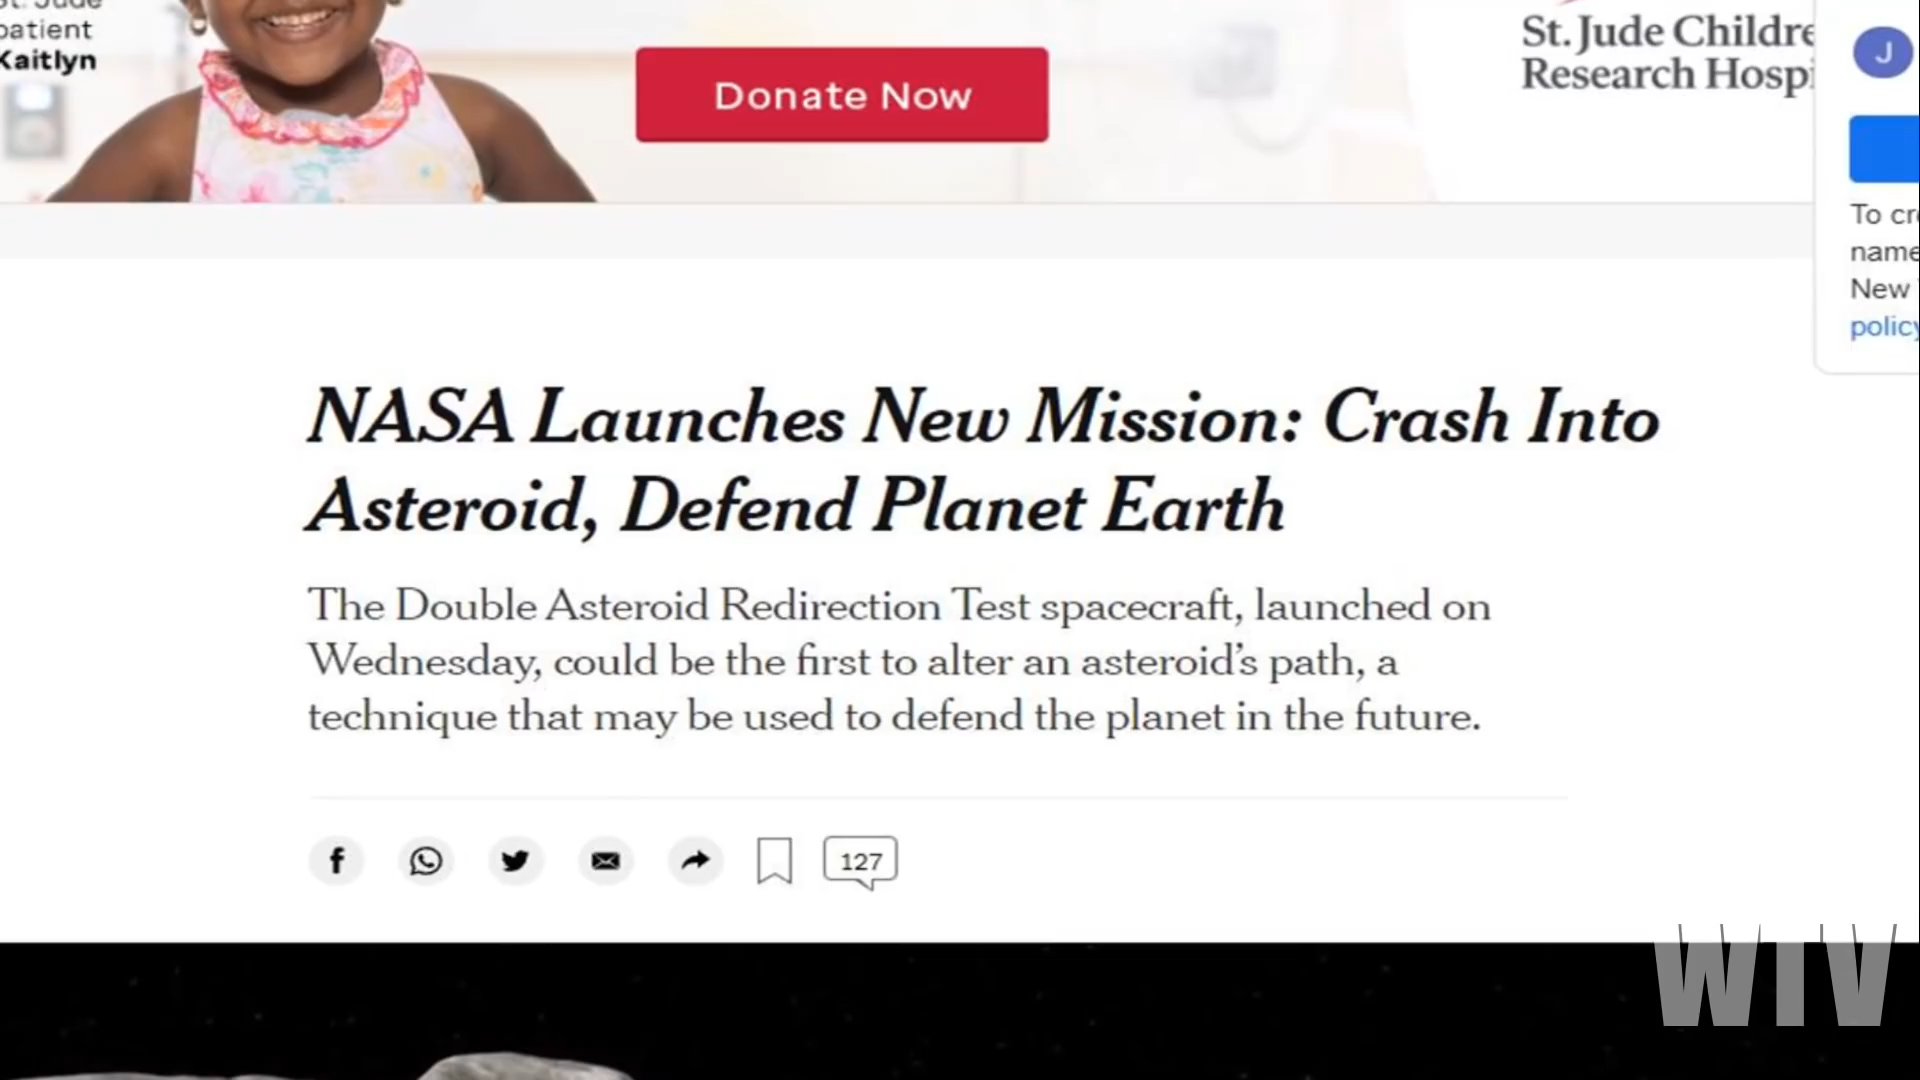 patient
Kaitlyn
Donate Now
St. Jude Childre
Research Hospi
J
To cr
name
New
policy
NASA Launches New Mission: Crash Into
Asteroid, Defend Planet Earth
The Double Asteroid Redirection Test spacecraft, launched on
Wednesday, could be the first to alter an asteroid’s path, a
technique that may be used to defend the planet in the future.
127
WTV